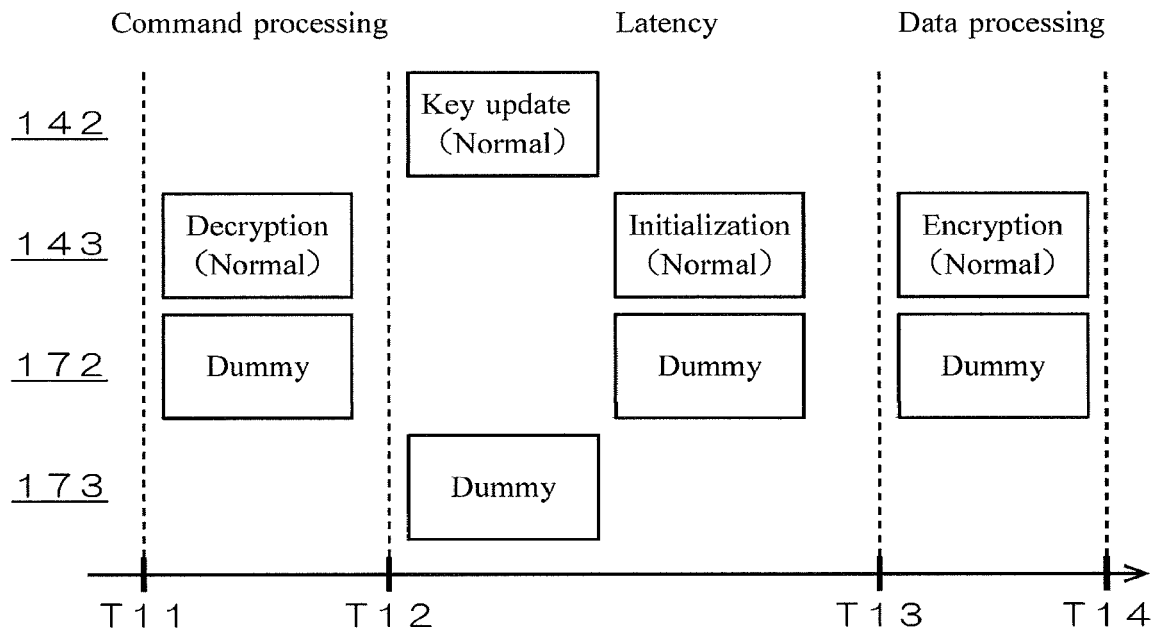 Command processing
Latency
Data processing
142
Key update
（Normal）
143
Decryption
（Normal）
Initialization
（Normal）
Encryption
（Normal）
172
Dummy
Dummy
Dummy
173
Dummy
T11
T12
T13
T14